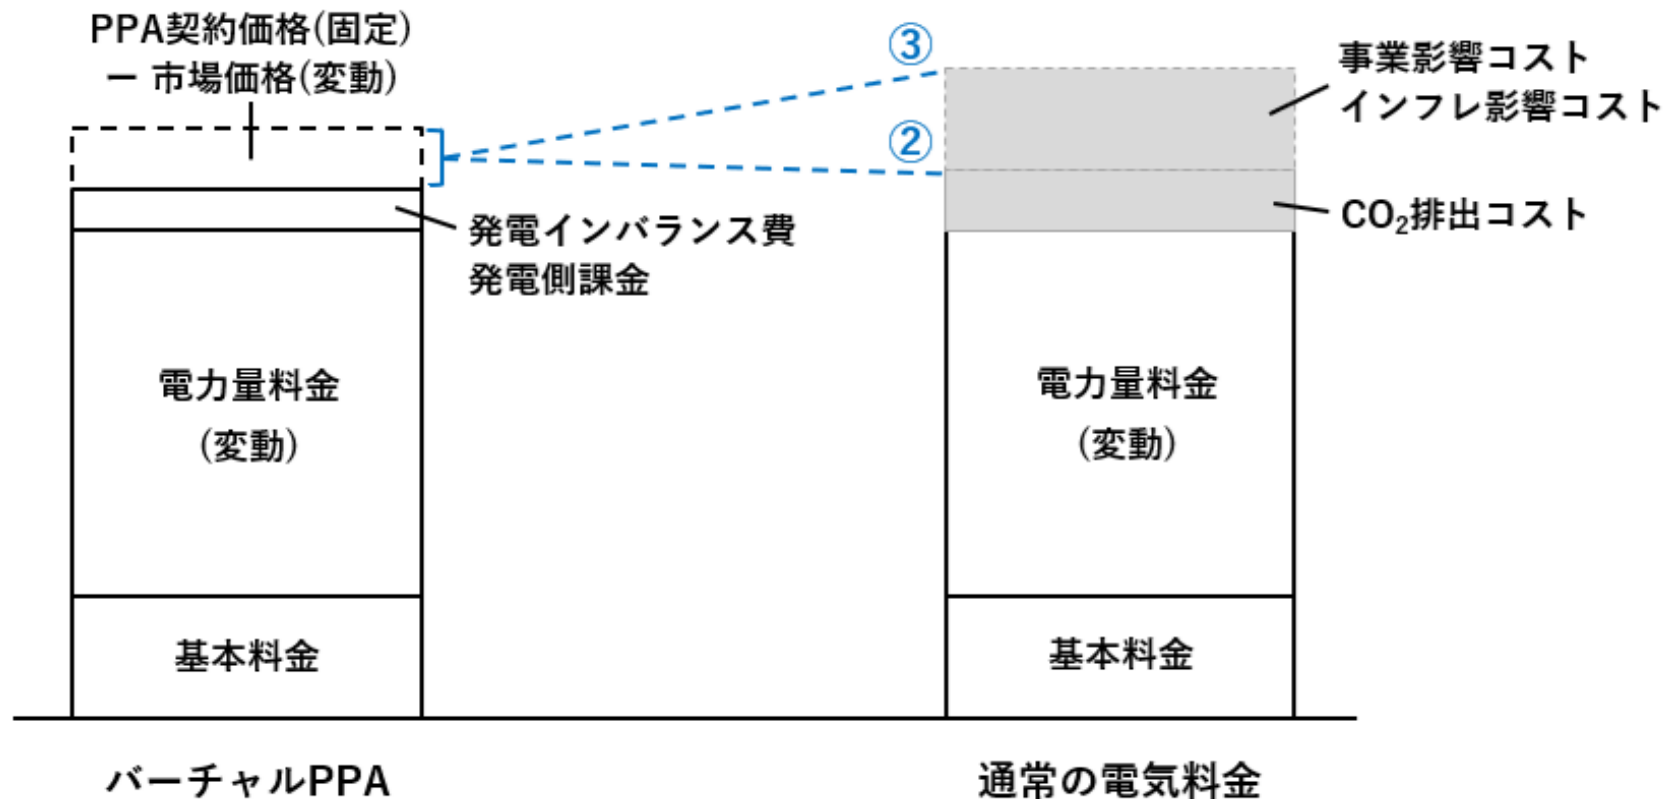 PPA契約価格(固定)
ー 市場価格(変動)
③
②
事業影響コスト
インフレ影響コスト
CO₂排出コスト
発電インバランス費
発電側課金
電力量料金
(変動)
電力量料金
(変動)
基本料金
基本料金
バーチャルPPA
通常の電気料金